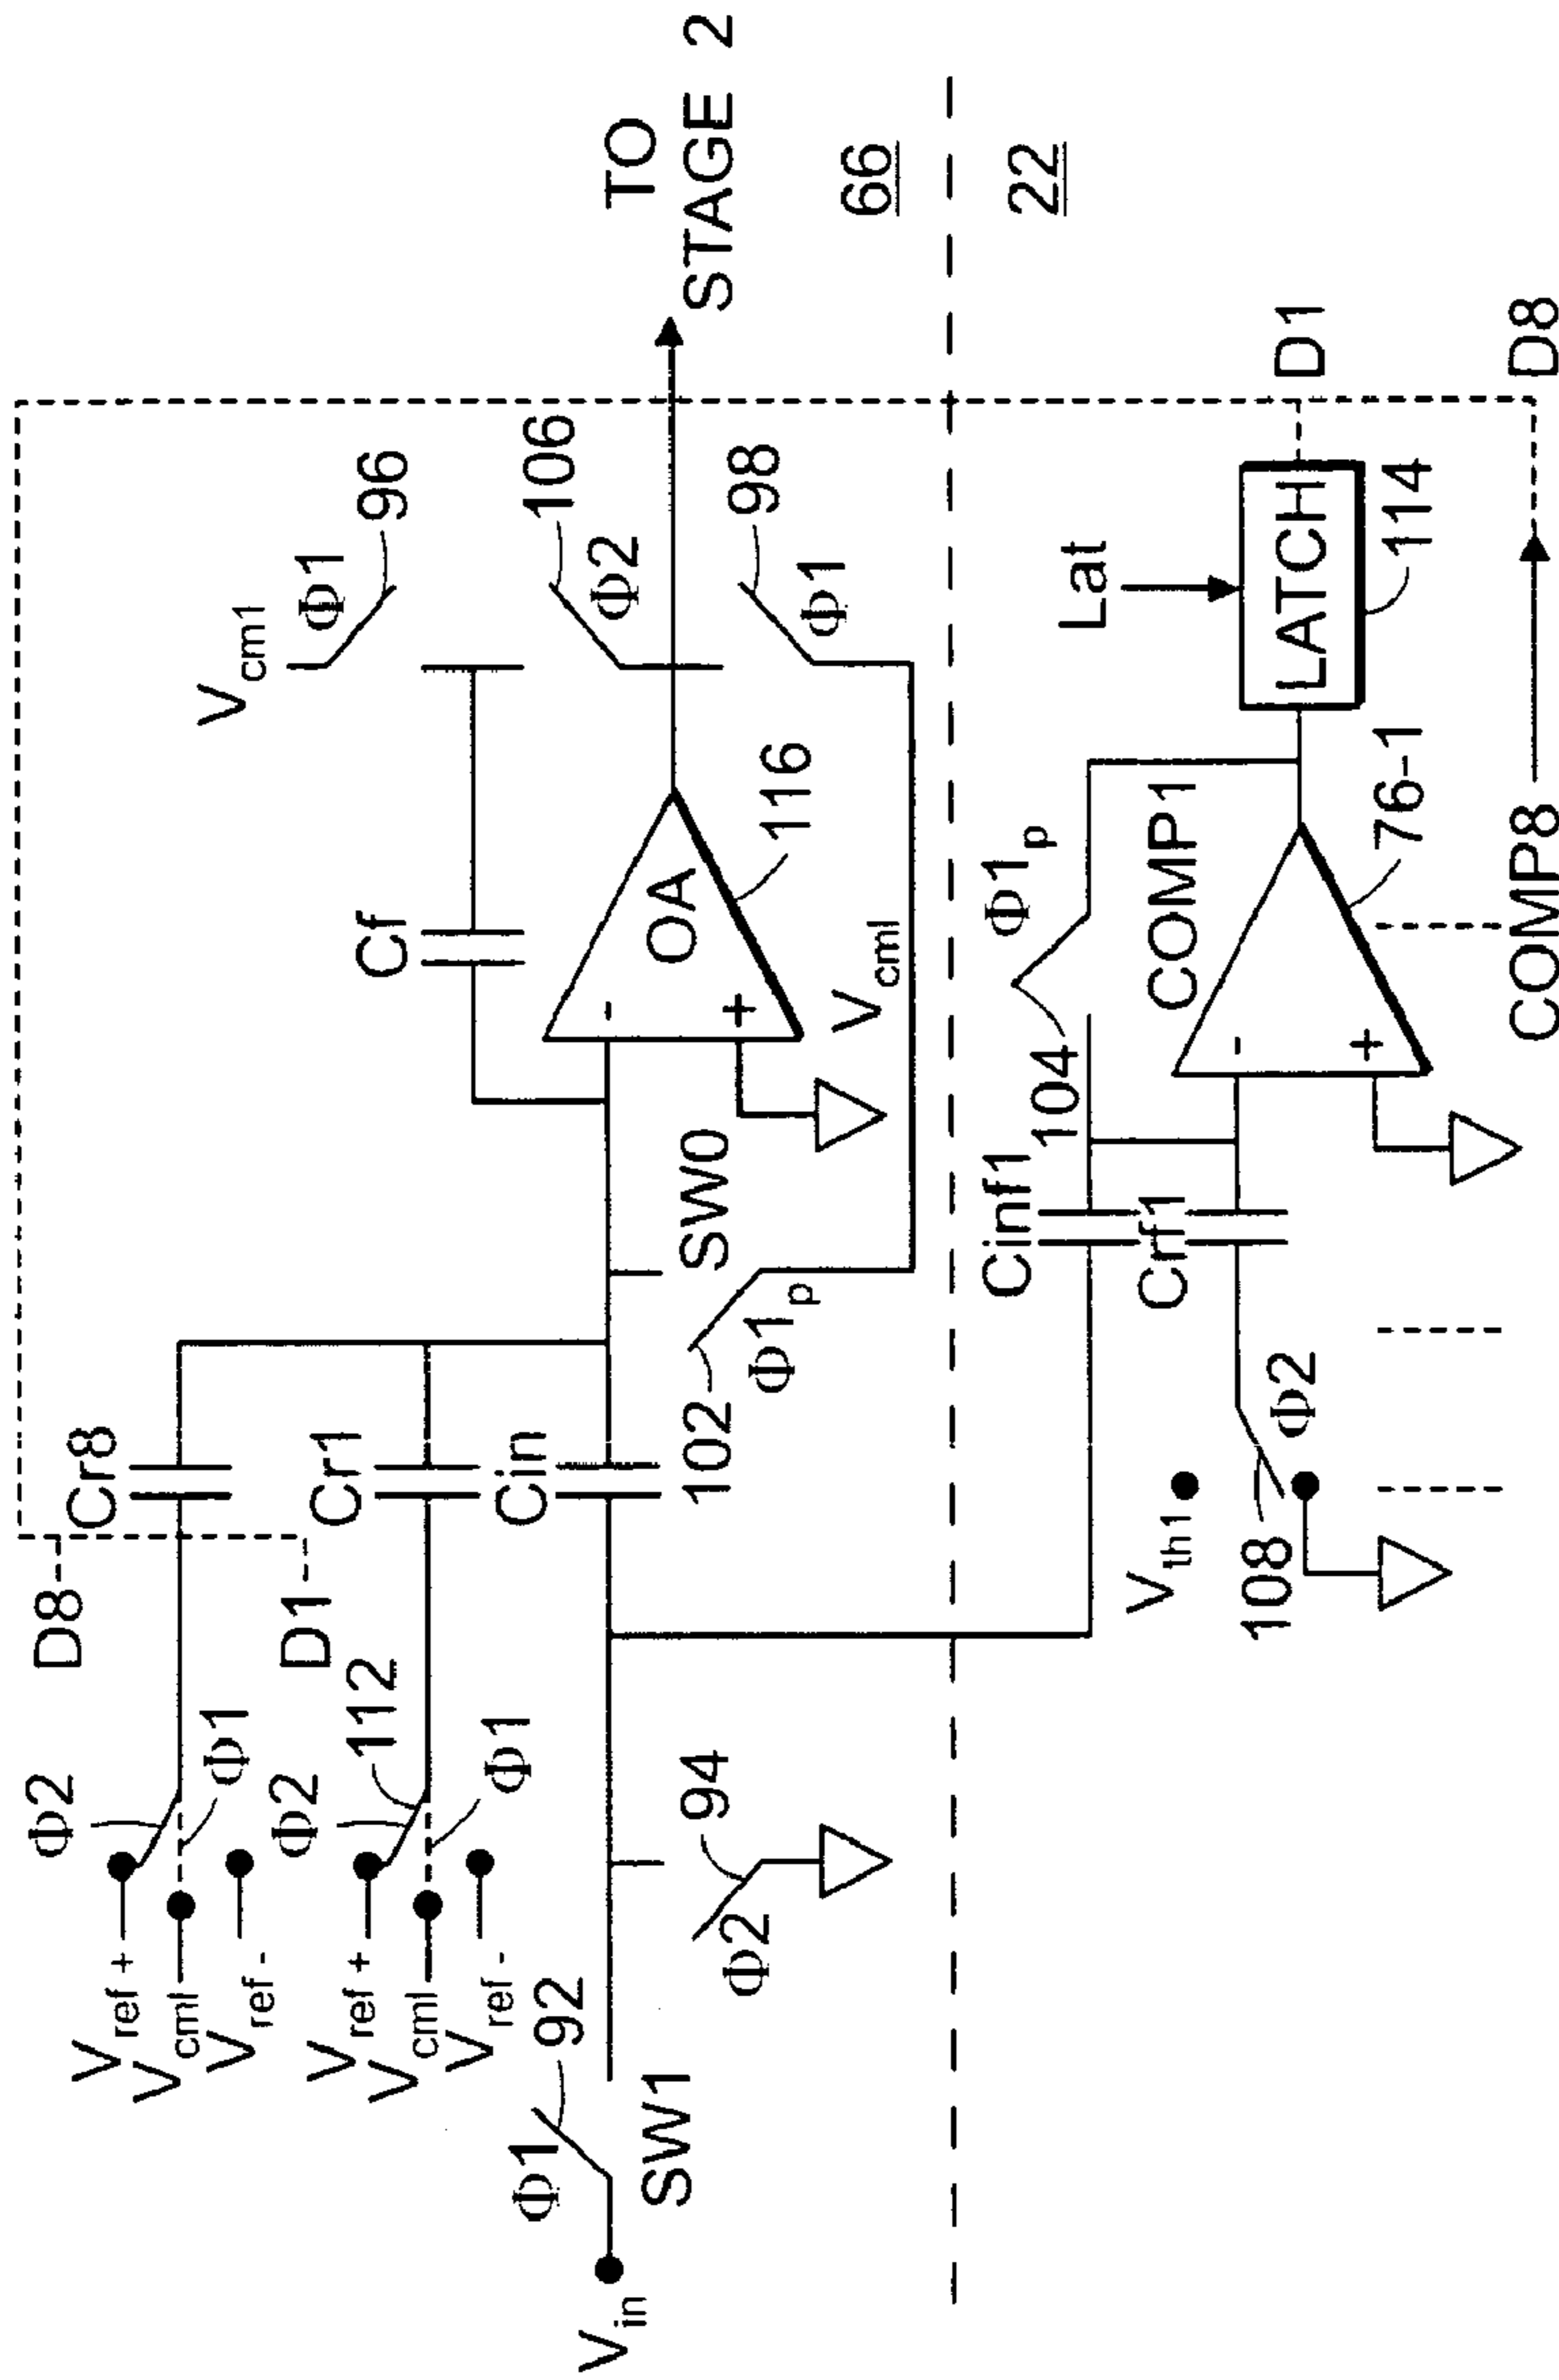 D8
Cr8
Φ2
Φ1
Vref +
Vcml
Vref -
D1
Cr1
Φ2
112
Φ1
Vref +
Vcml
Vref -
Cin
Φ1
92
Vin
SW1
94
Φ2
102
Φ1p
SW0
Cf
OA
-
+
116
Vcml
Vcm1
Φ1
96
106
Φ2
98
Φ1
TO
STAGE 2
66
22
Cinf1
104
Φ1p
Crf1
Vth1
108
Φ2
COMP1
-
+
76-1
Lat
LATCH
114
D1
COMP8
D8